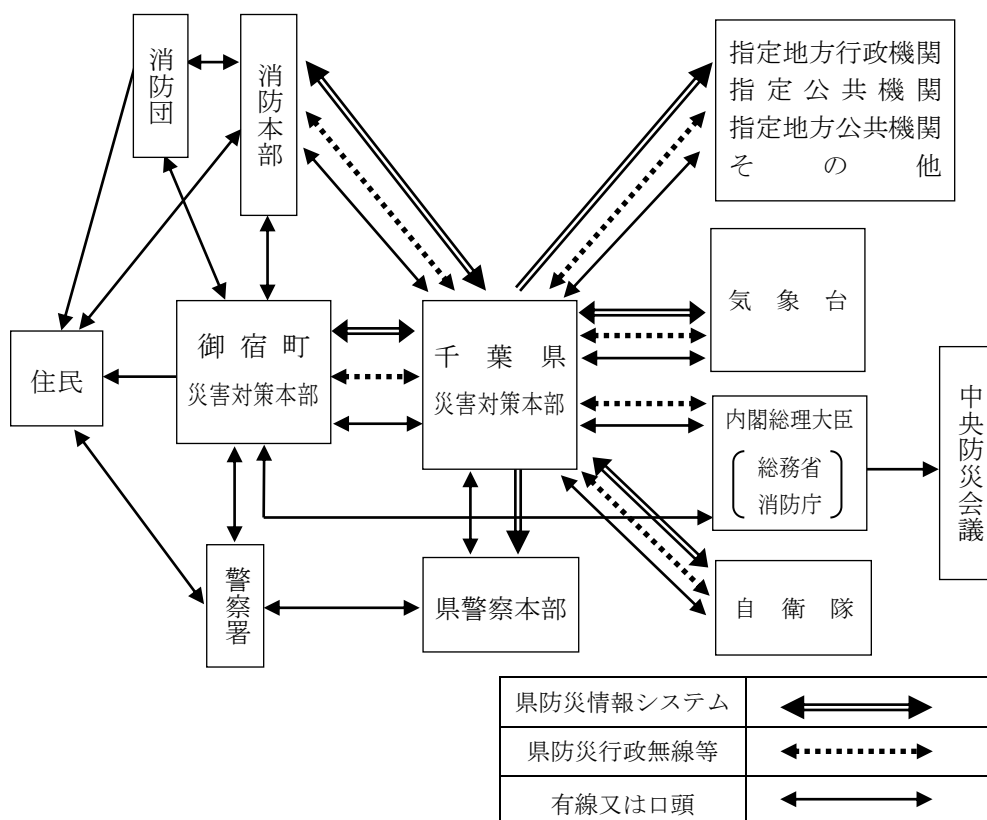 消防団
消防本部
指定地方行政機関
指定公共機関
指定地方公共機関
その他
気象台
御宿町
災害対策本部
千葉県
災害対策本部
住民
内閣総理大臣
総務省
消防庁
中央防災会議
警察署
県警察本部
自衛隊
県防災情報システム
県防災行政無線等
有線又は口頭